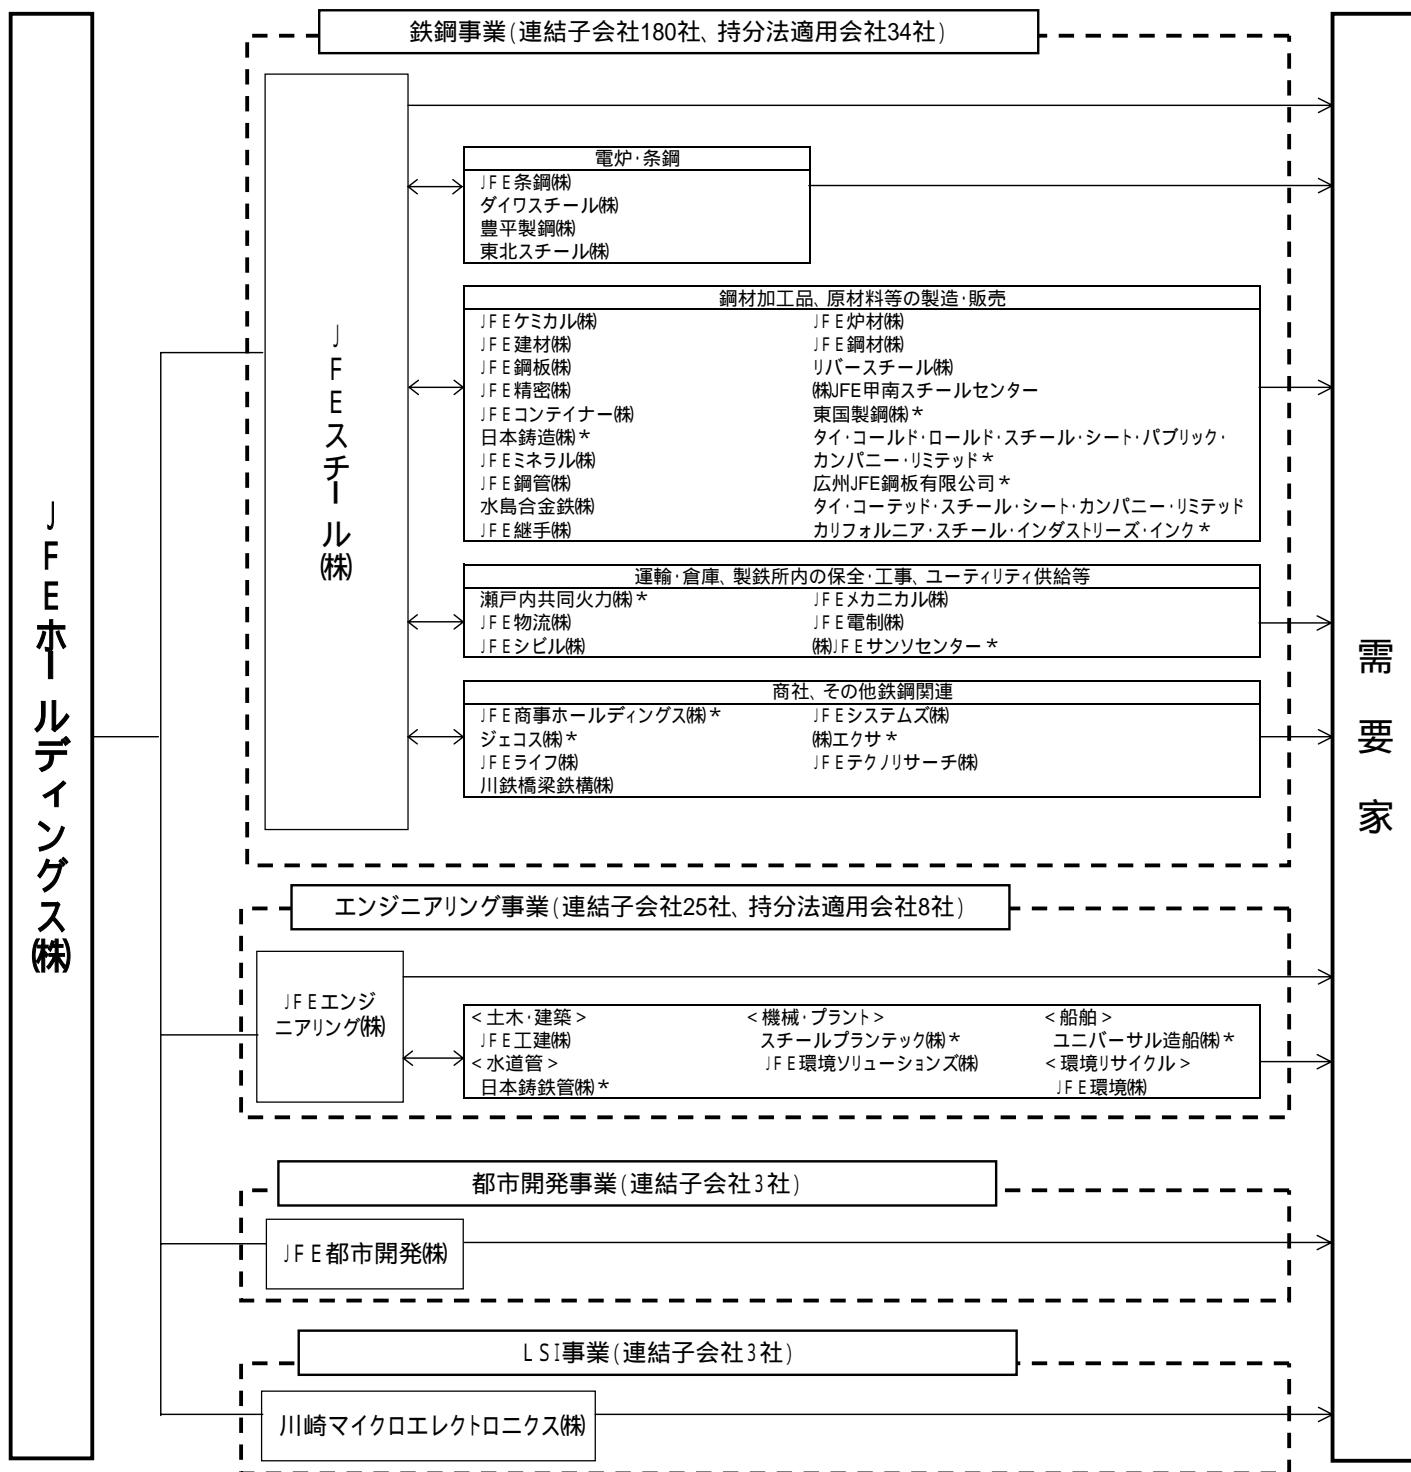 JFEホールディングス㈱
鉄鋼事業(連結子会社180社、持分法適用会社34社)
JFEスチール㈱
電炉・条鋼
JFE条鋼㈱
ダイワスチール㈱
豊平製鋼㈱
東北スチール㈱
鋼材加工品、原材料等の製造・販売
JFEケミカル㈱ JFE炉材㈱
JFE建材㈱ JFE鋼材㈱
JFE鋼板㈱ リバースチール㈱
JFE精密㈱ ㈱JFE甲南スチールセンター
JFEコンテイナー㈱ 東国製鋼㈱*
日本鋳造㈱* タイ・コールド・ロールド・スチール・シート・パブリック・
JFEミネラル㈱ カンパニー・リミテッド*
JFE鋼管㈱ 広州JFE鋼板有限公司*
水島合金鉄㈱ タイ・コーテッド・スチール・シート・カンパニー・リミテッド
JFE継手㈱ カリフォルニア・スチール・インダストリーズ・インク*
運輸・倉庫、製鉄所内の保全・工事、ユーティリティ供給等
瀬戸内共同火力㈱* JFEメカニカル㈱
JFE物流㈱ JFE電制㈱
JFEシビル㈱ ㈱JFEサンソセンター*
商社、その他鉄鋼関連
JFE商事ホールディングス㈱* JFEシステムズ㈱
ジェコス㈱* ㈱エクサ*
JFEライフ㈱ JFEテクノリサーチ㈱
川鉄橋梁鉄構㈱
エンジニアリング事業(連結子会社25社、持分法適用会社8社)
JFEエンジ
ニアリング㈱
<土木・建築> <機械・プラント> <船舶>
JFE工建㈱ スチールプランテック㈱* ユニバーサル造船㈱*
<水道管> JFE環境ソリューションズ㈱ <環境リサイクル>
日本鋳鉄管㈱* JFE環境㈱
都市開発事業(連結子会社3社)
JFE都市開発㈱
LSI事業(連結子会社3社)
川崎マイクロエレクトロニクス㈱
需要家